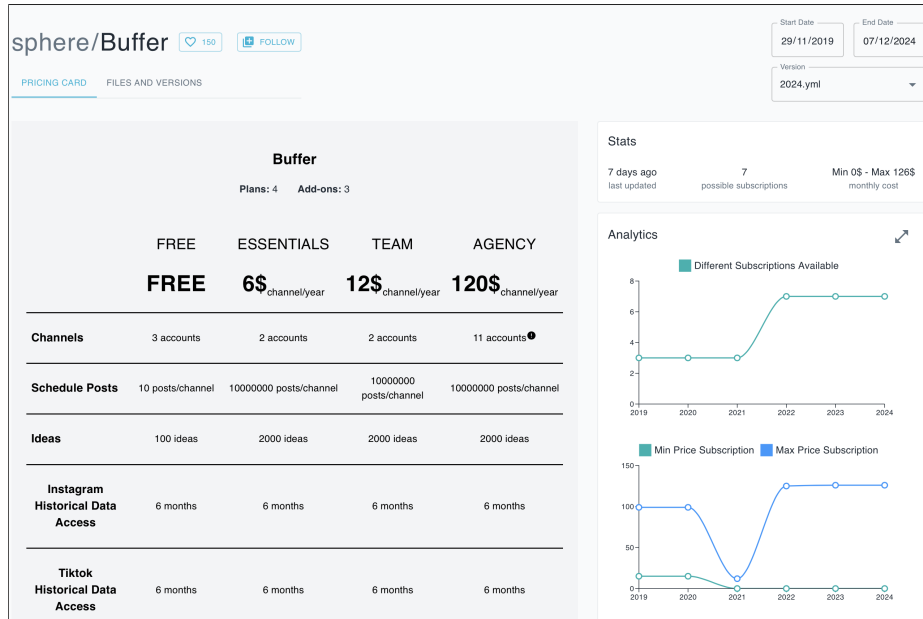 sphere/Buffer 150 FOLLOW
Start Date
29/11/2019
End Date
07/12/2024
PRICING CARD FILES AND VERSIONS
Version
2024.yml
Buffer
Plans: 4 Add-ons: 3
FREE ESSENTIALS TEAM AGENCY
FREE 6$channel/year 12$channel/year 120$channel/year
Channels 3 accounts 2 accounts 2 accounts 11 accounts
Schedule Posts 10 posts/channel 10000000 posts/channel 10000000 posts/channel 10000000 posts/channel
Ideas 100 ideas 2000 ideas 2000 ideas 2000 ideas
Instagram
Historical Data
Access
6 months 6 months 6 months 6 months
Tiktok
Historical Data
Access
6 months 6 months 6 months 6 months
Stats
7 days ago 7 Min 0$ - Max 126$
last updated possible subscriptions monthly cost
Analytics
Different Subscriptions Available
8
6
4
2
0
2019 2020 2021 2022 2023 2024
Min Price Subscription Max Price Subscription
150
100
50
0
2019 2020 2021 2022 2023 2024